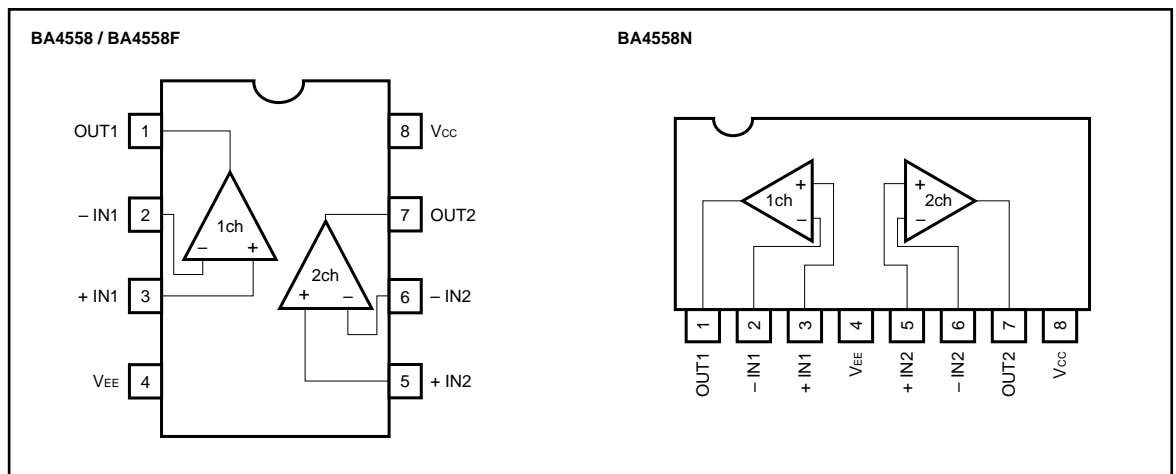 BA4558 / BA4558F
OUT1 1
8 VCC
– IN1 2
7 OUT2
1ch
– +
+ IN1 3
2ch
+ –
6 – IN2
VEE 4
5 + IN2
BA4558N
+
1ch
–
+
2ch
–
1 2 3 4 5 6 7 8
OUT1
– IN1
+ IN1
VEE
+ IN2
– IN2
OUT2
VCC